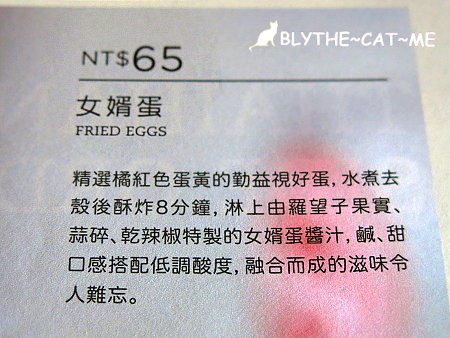 BLYTHE~CAT~ME
NT$65
女婿蛋
FRIED EGGS
精選橘紅色蛋黃的勤益視好蛋,水煮去
殼後酥炸8分鐘,淋上由羅望子果實、
蒜碎、乾辣椒特製的女婿蛋醬汁,鹹、甜
口感搭配低調酸度,融合而成的滋味令
人難忘。